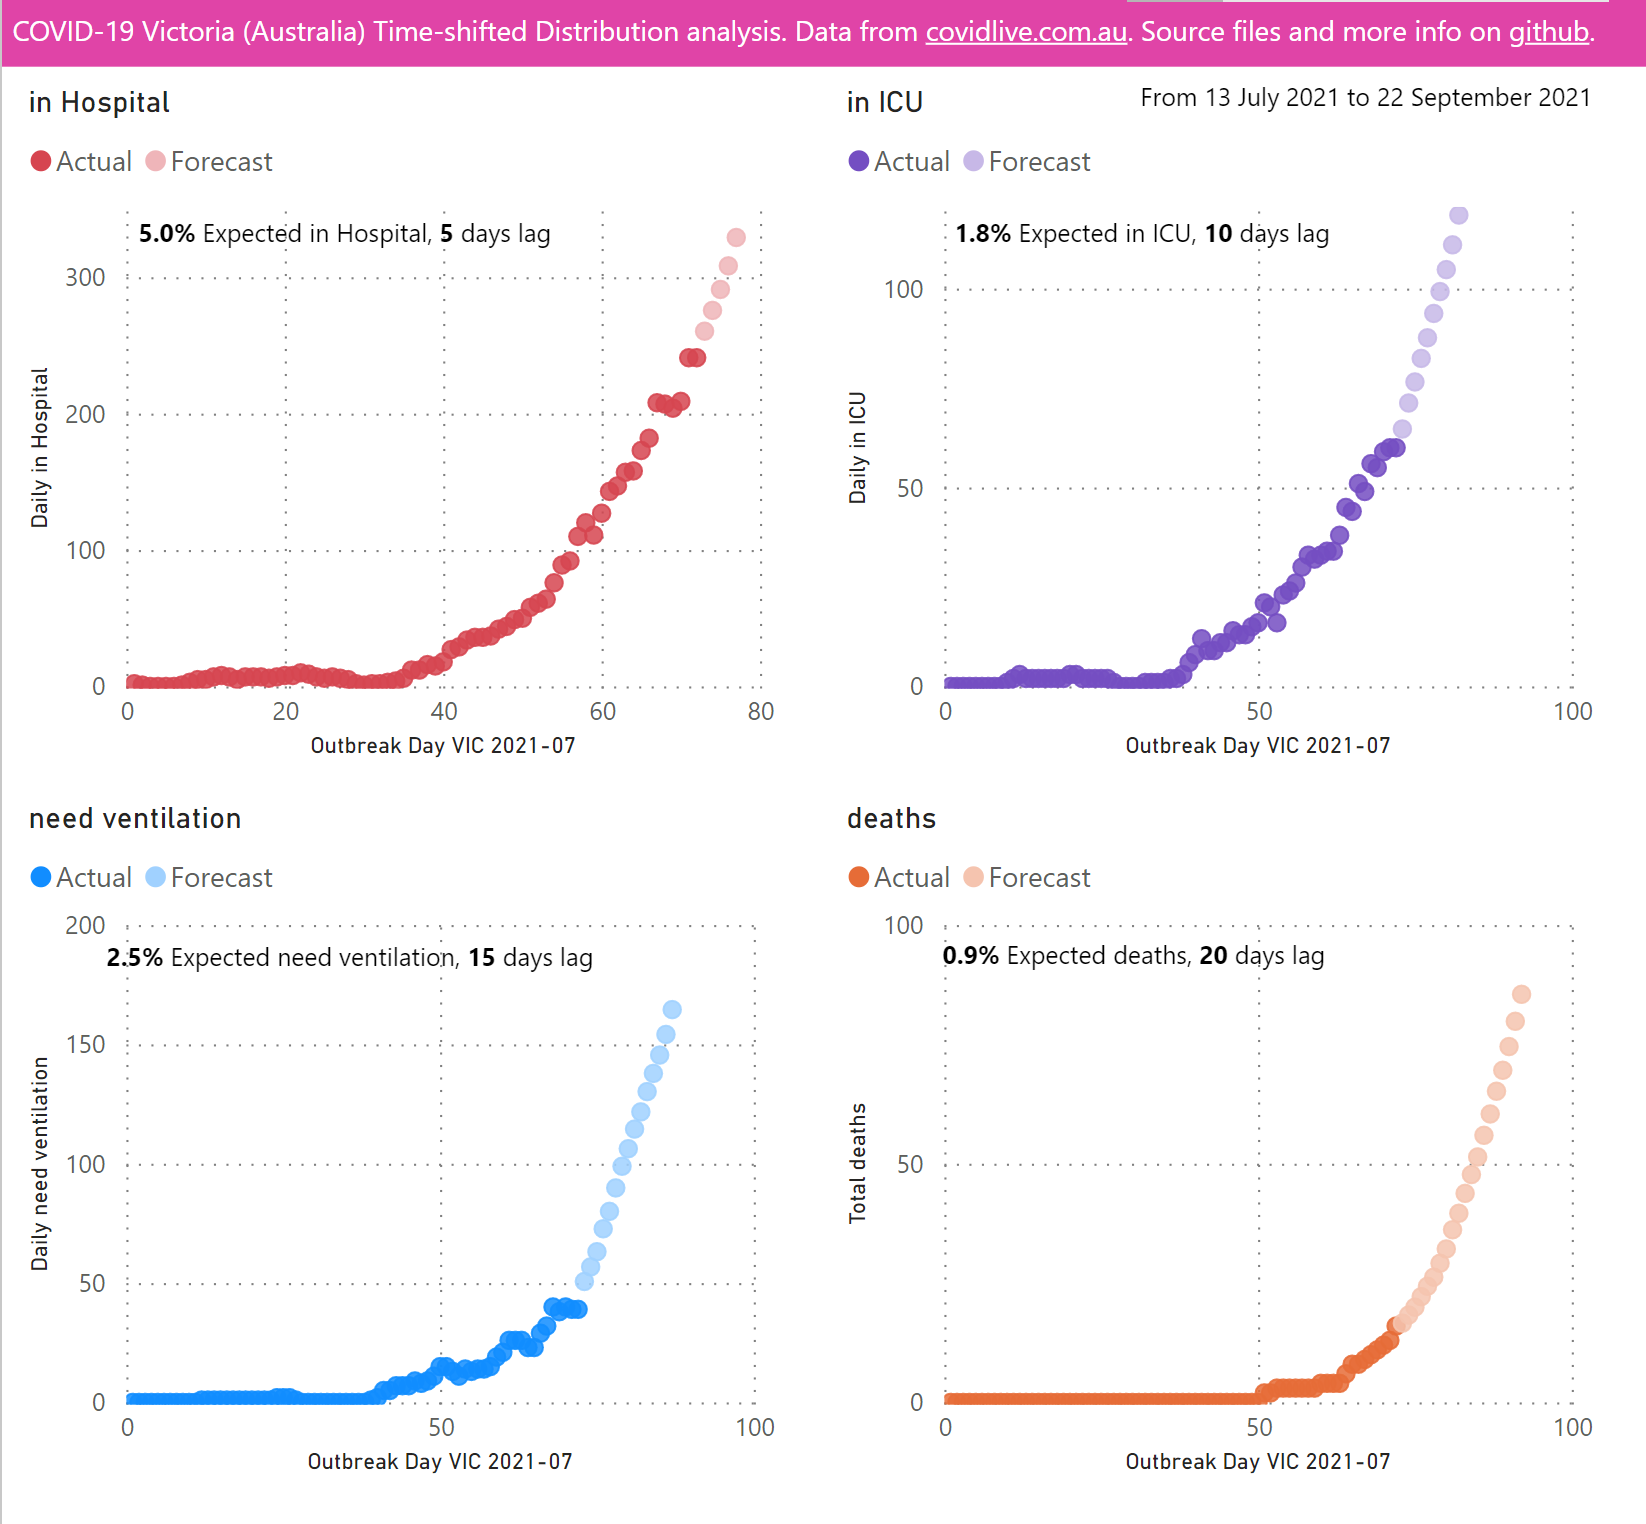 COVID-19 Victoria (Australia) Time-shifted Distribution analysis. Data from covidlive.com.au. Source files and more info on github.
in Hospital
Actual Forecast
5.0% Expected in Hospital, 5 days lag
Daily in Hospital
300
200
100
0
0 20 40 60 80
Outbreak Day VIC 2021-07
in ICU
From 13 July 2021 to 22 September 2021
Actual Forecast
1.8% Expected in ICU, 10 days lag
Daily in ICU
100
50
0
0 50 100
Outbreak Day VIC 2021-07
need ventilation
Actual Forecast
2.5% Expected need ventilation, 15 days lag
Daily need ventilation
200
150
100
50
0
0 50 100
Outbreak Day VIC 2021-07
deaths
Actual Forecast
0.9% Expected deaths, 20 days lag
Total deaths
100
50
0
0 50 100
Outbreak Day VIC 2021-07